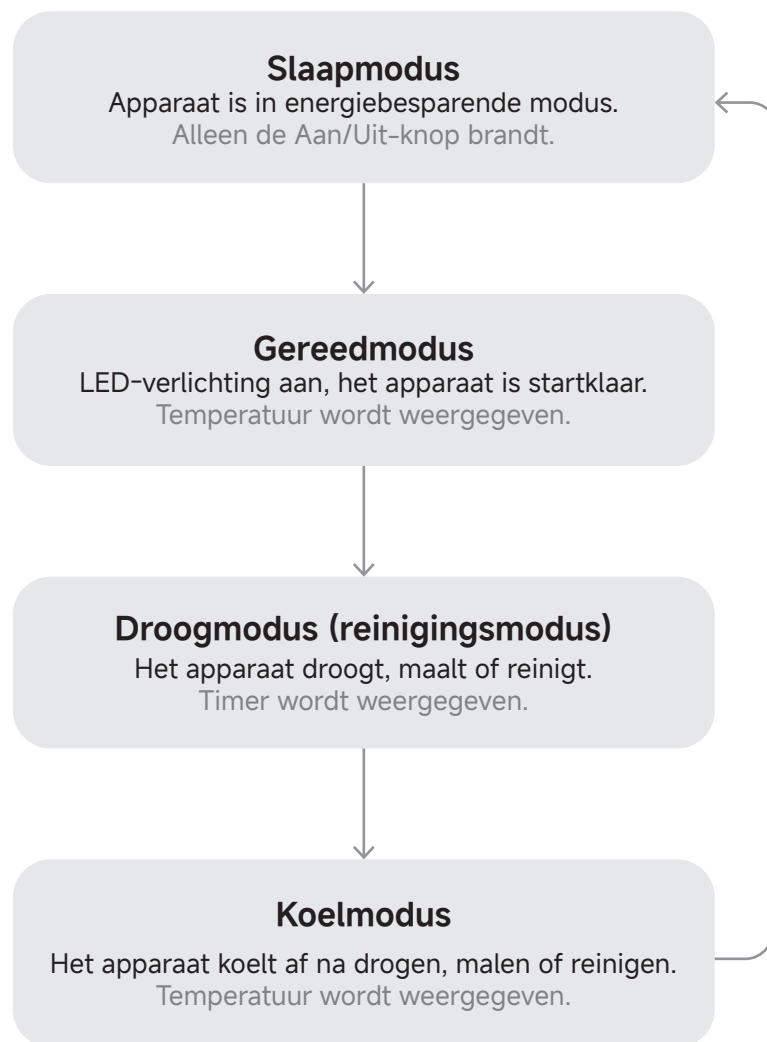 Slaapmodus
Apparaat is in energiebesparende modus.
Alleen de Aan/Uit-knop brandt.
Gereedmodus
LED-verlichting aan, het apparaat is startklaar.
Temperatuur wordt weergegeven.
Droogmodus (reinigingsmodus)
Het apparaat droogt, maalt of reinigt.
Timer wordt weergegeven.
Koelmodus
Het apparaat koelt af na drogen, malen of reinigen.
Temperatuur wordt weergegeven.